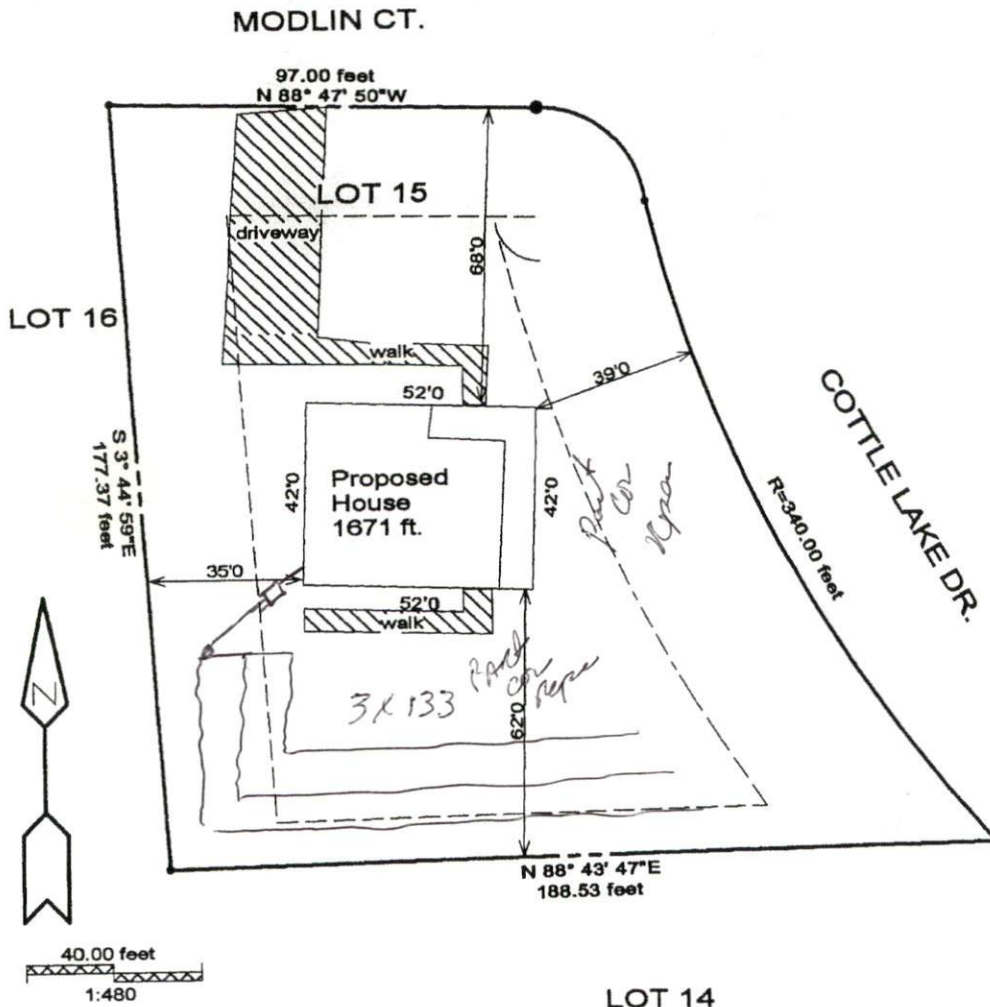 MODLIN CT.
97.00 feet
N 88° 47' 50"W
LOT 15
driveway
68'0
LOT 16
walk
52'0
39'0
COTTLE LAKE DR.
S 3° 44' 59"E
177.37 feet
42'0
Proposed
House
1671 ft.
42'0
R=340.00 feet
35'0
52'0
walk
3 x 133
62'0
N
N 88° 43' 47"E
188.53 feet
40.00 feet
1:480
LOT 14